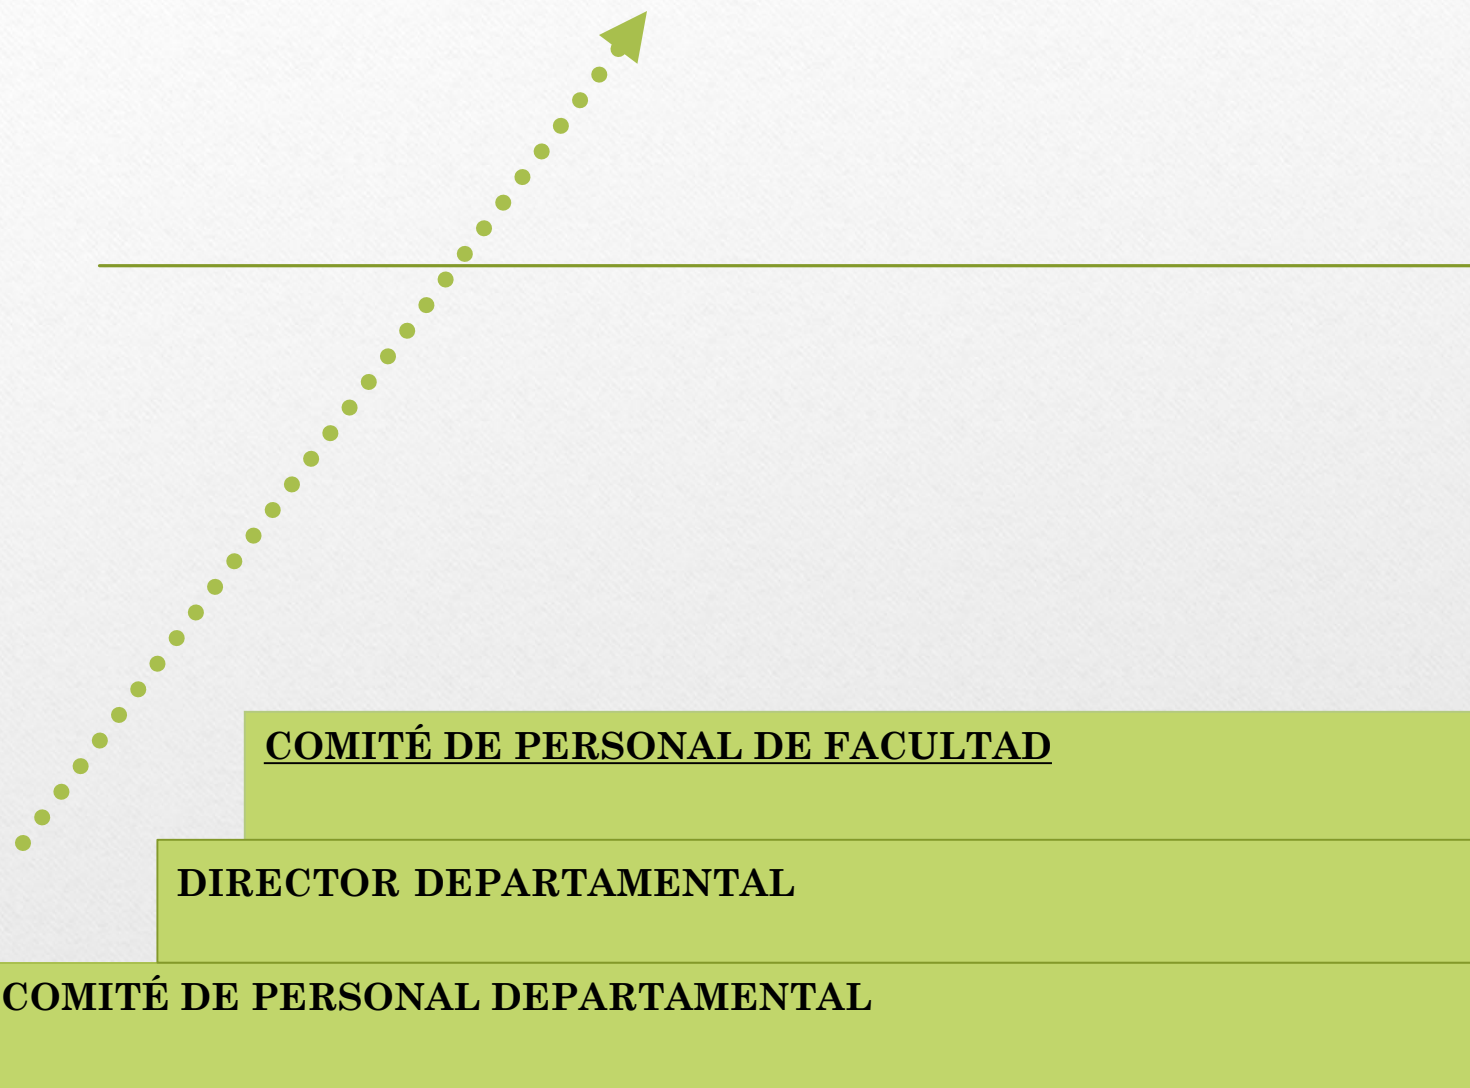 COMITÉ DE PERSONAL DE FACULTAD
DIRECTOR DEPARTAMENTAL
COMITÉ DE PERSONAL DEPARTAMENTAL